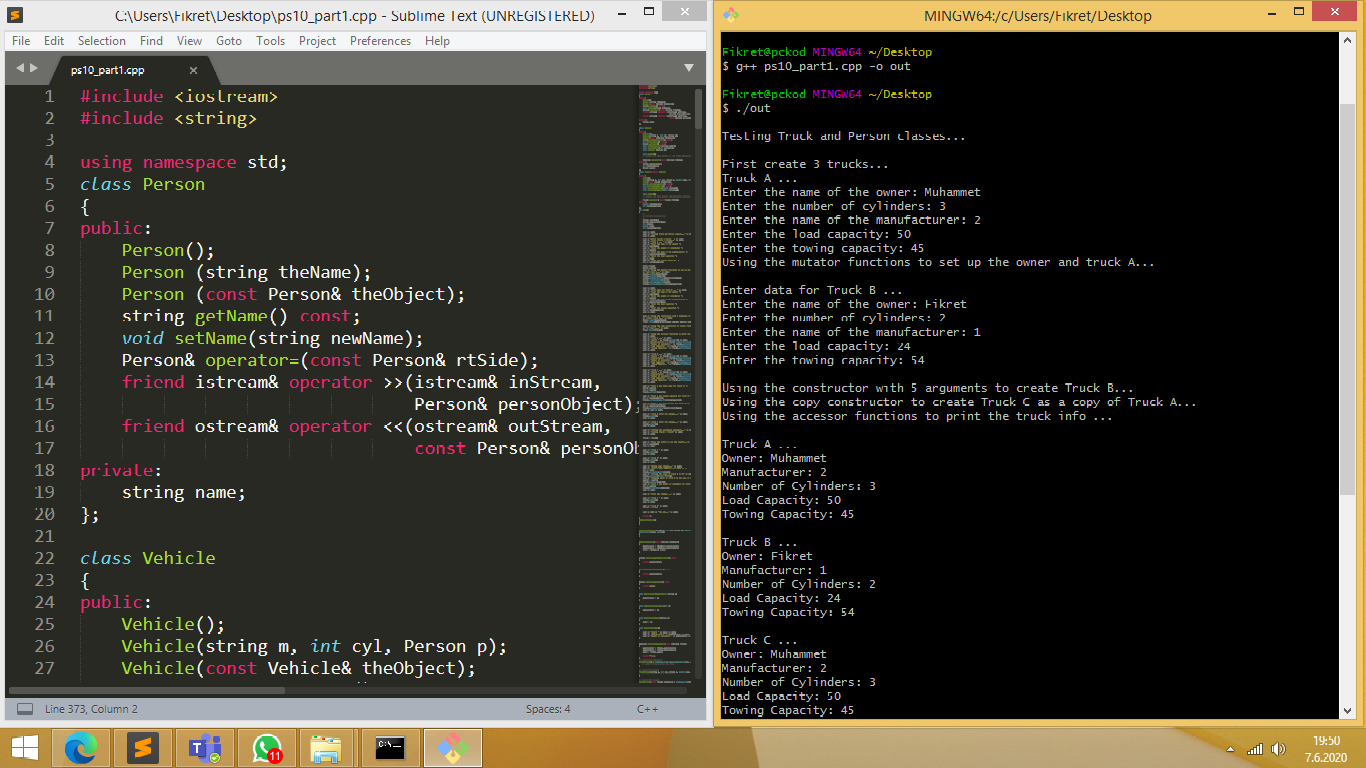 C:\Users\Fikret\Desktop\ps10_part1.cpp - Sublime Text (UNREGISTERED)
File Edit Selection Find View Goto Tools Project Preferences Help
ps10_part1.cpp
1 #include <iostream>
2 #include <string>
3
4 using namespace std;
5 class Person
6 {
7 public:
8 Person();
9 Person (string theName);
10 Person (const Person& theObject);
11 string getName() const;
12 void setName(string newName);
13 Person& operator=(const Person& rtSide);
14 friend istream& operator >>(istream& inStream,
15 Person& personObject);
16 friend ostream& operator <<(ostream& outStream,
17 const Person& personOb
18 private:
19 string name;
20 };
21
22 class Vehicle
23 {
24 public:
25 Vehicle();
26 Vehicle(string m, int cyl, Person p);
27 Vehicle(const Vehicle& theObject);
Line 373, Column 2 Spaces: 4 C++
MINGW64:/c/Users/Fikret/Desktop
Fikret@pckod MINGW64 ~/Desktop
$ g++ ps10_part1.cpp -o out
Fikret@pckod MINGW64 ~/Desktop
$ ./out
Testing Truck and Person classes...
First create 3 trucks...
Truck A ...
Enter the name of the owner: Muhammet
Enter the number of cylinders: 3
Enter the name of the manufacturer: 2
Enter the load capacity: 50
Enter the towing capacity: 45
Using the mutator functions to set up the owner and truck A...
Enter data for Truck B ...
Enter the name of the owner: Fikret
Enter the number of cylinders: 2
Enter the name of the manufacturer: 1
Enter the load capacity: 24
Enter the towing capacity: 54
Using the constructor with 5 arguments to create Truck B...
Using the copy constructor to create Truck C as a copy of Truck A...
Using the accessor functions to print the truck info ...
Truck A ...
Owner: Muhammet
Manufacturer: 2
Number of Cylinders: 3
Load Capacity: 50
Towing Capacity: 45
Truck B ...
Owner: Fikret
Manufacturer: 1
Number of Cylinders: 2
Load Capacity: 24
Towing Capacity: 54
Truck C ...
Owner: Muhammet
Manufacturer: 2
Number of Cylinders: 3
Load Capacity: 50
Towing Capacity: 45
11
19:50
7.6.2020